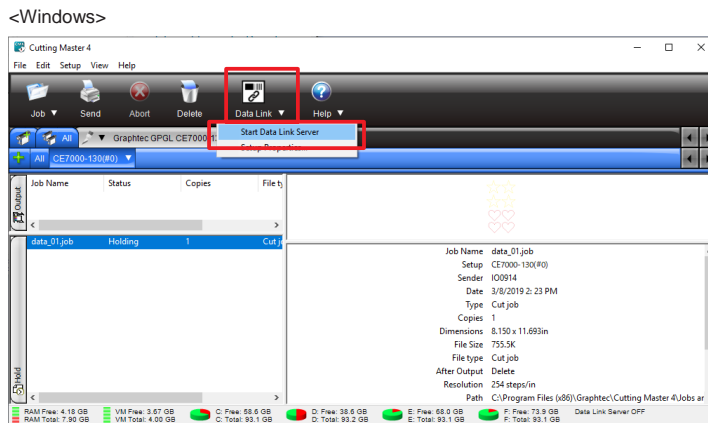 <Windows>
Cutting Master 4
File Edit Setup View Help
Job ▼ Send Abort Delete Data Link ▼ Help ▼
Start Data Link Server
All ▼ Graphtec GPGL CE7000-1
All CE7000-130(#0) ▼
Output
Job Name Status Copies File ty
data_01.job Holding 1 Cut jo
Hold
Job Name data_01.job
Setup CE7000-130(#0)
Sender IO0914
Date 3/8/2019 2: 23 PM
Type Cut job
Copies 1
Dimensions 8.150 x 11.693in
File Size 755.5K
File type Cut job
After Output Delete
Resolution 254 steps/in
Path C:\Program Files (x86)\Graphtec\Cutting Master 4\Jobs ar
RAM Free: 4.18 GB VM Free: 3.67 GB C: Free: 58.6 GB D: Free: 38.6 GB E: Free: 68.0 GB F: Free: 73.9 GB Data Link Server OFF
RAM Total: 7.90 GB VM Total: 4.00 GB C: Total: 93.1 GB D: Total: 93.2 GB E: Total: 93.1 GB F: Total: 93.1 GB